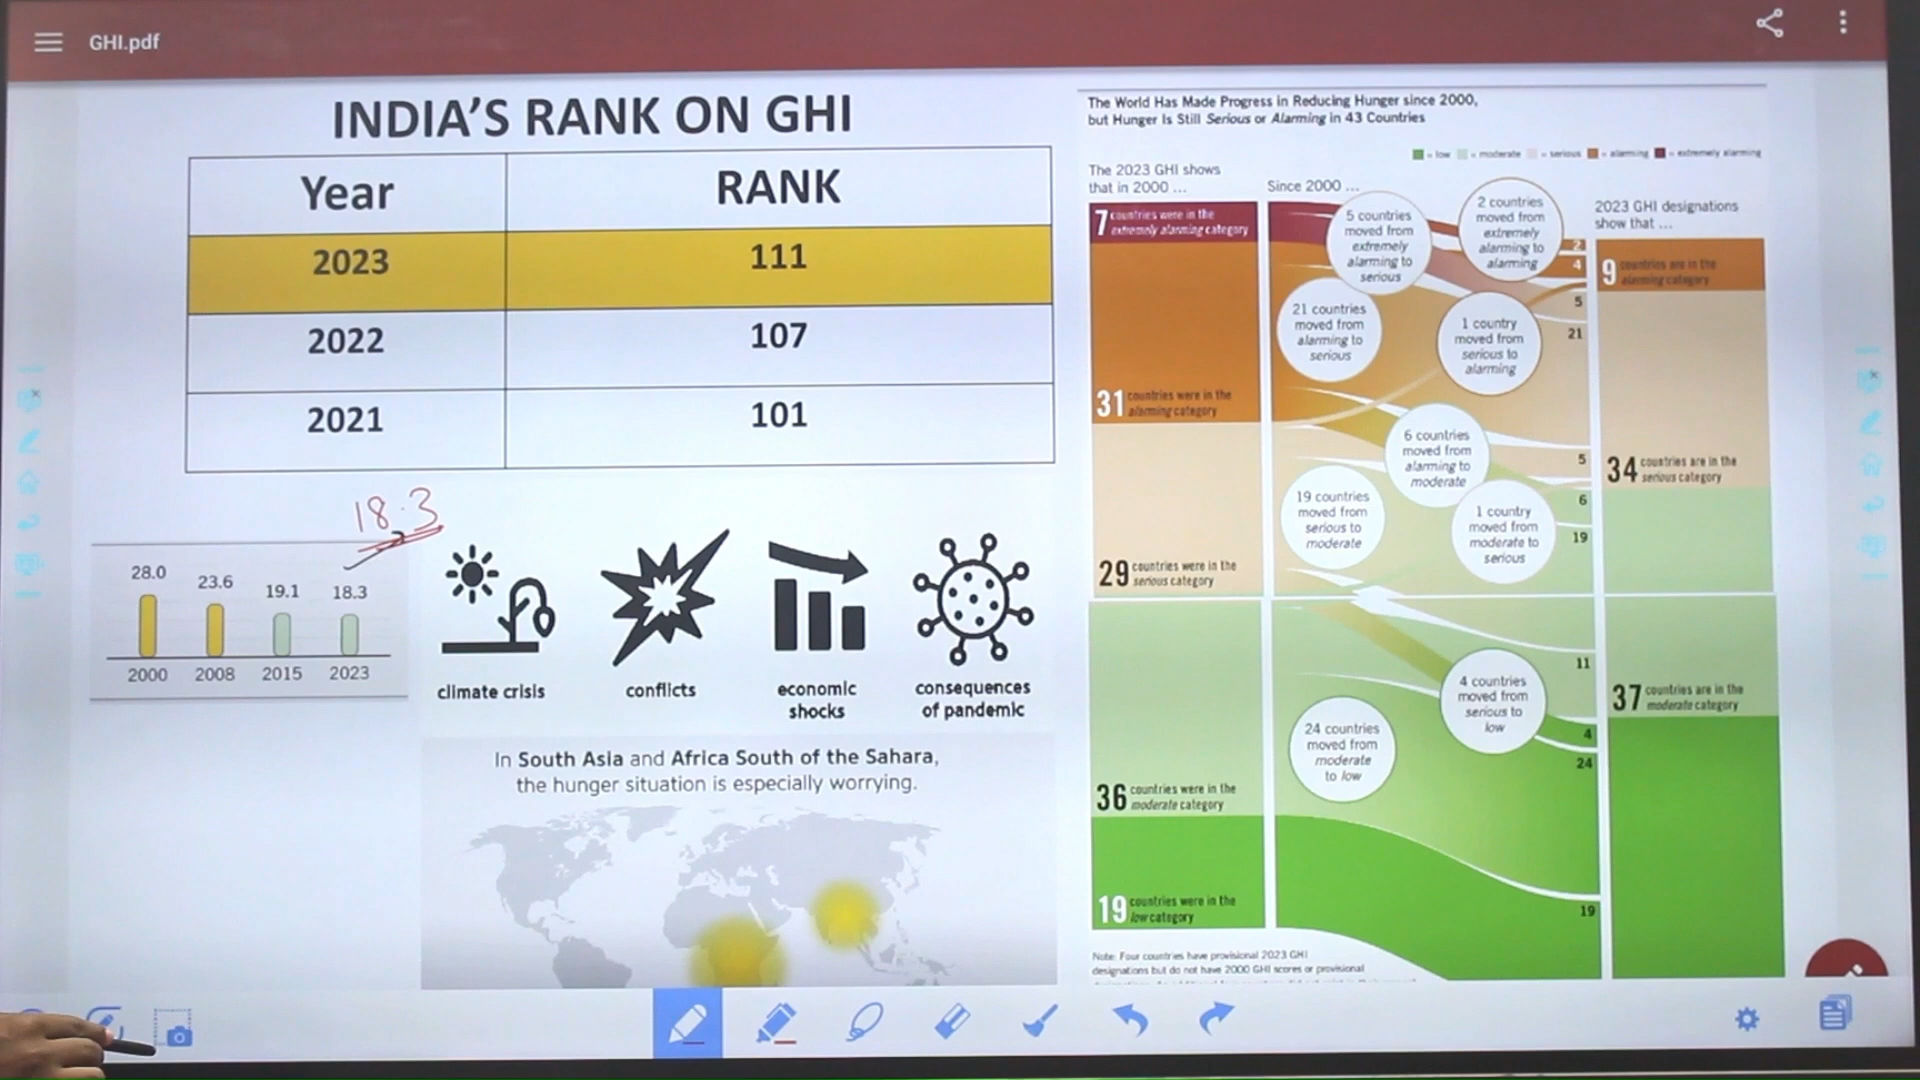 GHI.pdf
INDIA'S RANK ON GHI
Year RANK
2023 111
2022 107
2021 101
18.3
28.0 23.6 19.1 18.3
2000 2008 2015 2023
climate crisis
conflicts
economic
shocks
consequences
of pandemic
In South Asia and Africa South of the Sahara,
the hunger situation is especially worrying.
The World Has Made Progress in Reducing Hunger since 2000,
but Hunger Is Still Serious or Alarming in 43 Countries
= low = moderate = serious = alarming = extremely alarming
The 2023 GHI shows
that in 2000 ...
7 countries were in the
extremely alarming category
31 countries were in the
alarming category
29 countries were in the
serious category
36 countries were in the
moderate category
19 countries were in the
low category
Since 2000 ...
5 countries
moved from
extremely
alarming to
serious
2 countries
moved from
extremely
alarming to
alarming
21 countries
moved from
alarming to
serious
1 country
moved from
serious to
alarming
6 countries
moved from
alarming to
moderate
19 countries
moved from
serious to
moderate
1 country
moved from
moderate to
serious
4 countries
moved from
serious to
low
24 countries
moved from
moderate
to low
2
4
5
21
5
6
19
11
4
24
19
2023 GHI designations
show that ...
9 countries are in the
alarming category
34 countries are in the
serious category
37 countries are in the
moderate category
Note: Four countries have provisional 2023 GHI
designations but do not have 2000 GHI scores or provisional